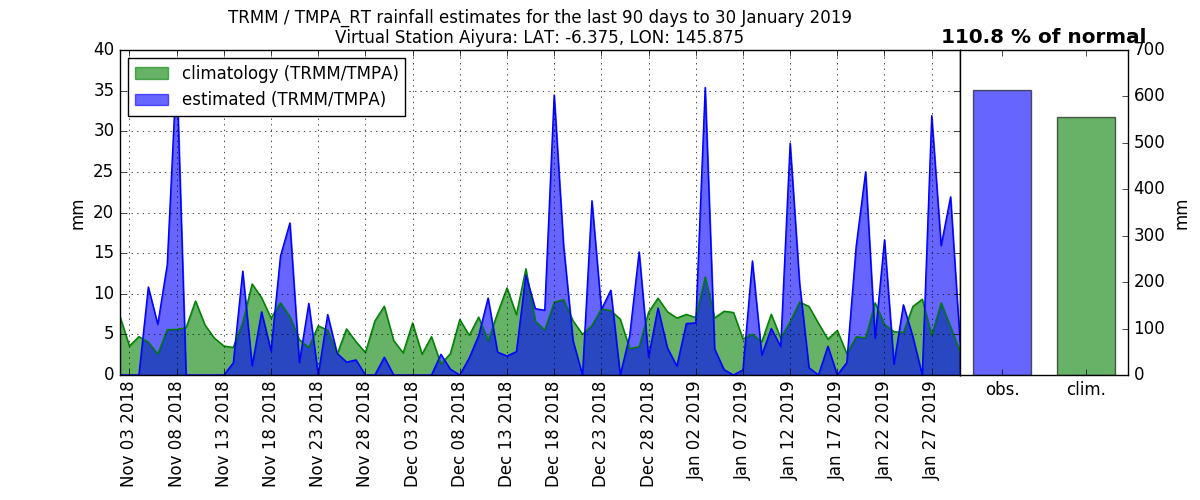 TRMM / TMPA_RT rainfall estimates for the last 90 days to 30 January 2019
Virtual Station Aiyura: LAT: -6.375, LON: 145.875
110.8 % of normal
climatology (TRMM/TMPA)
estimated (TRMM/TMPA)
40
35
30
25
20
15
10
5
0
mm
Nov 03 2018
Nov 08 2018
Nov 13 2018
Nov 18 2018
Nov 23 2018
Nov 28 2018
Dec 03 2018
Dec 08 2018
Dec 13 2018
Dec 18 2018
Dec 23 2018
Dec 28 2018
Jan 02 2019
Jan 07 2019
Jan 12 2019
Jan 17 2019
Jan 22 2019
Jan 27 2019
700
600
500
400
300
200
100
0
mm
obs.
clim.